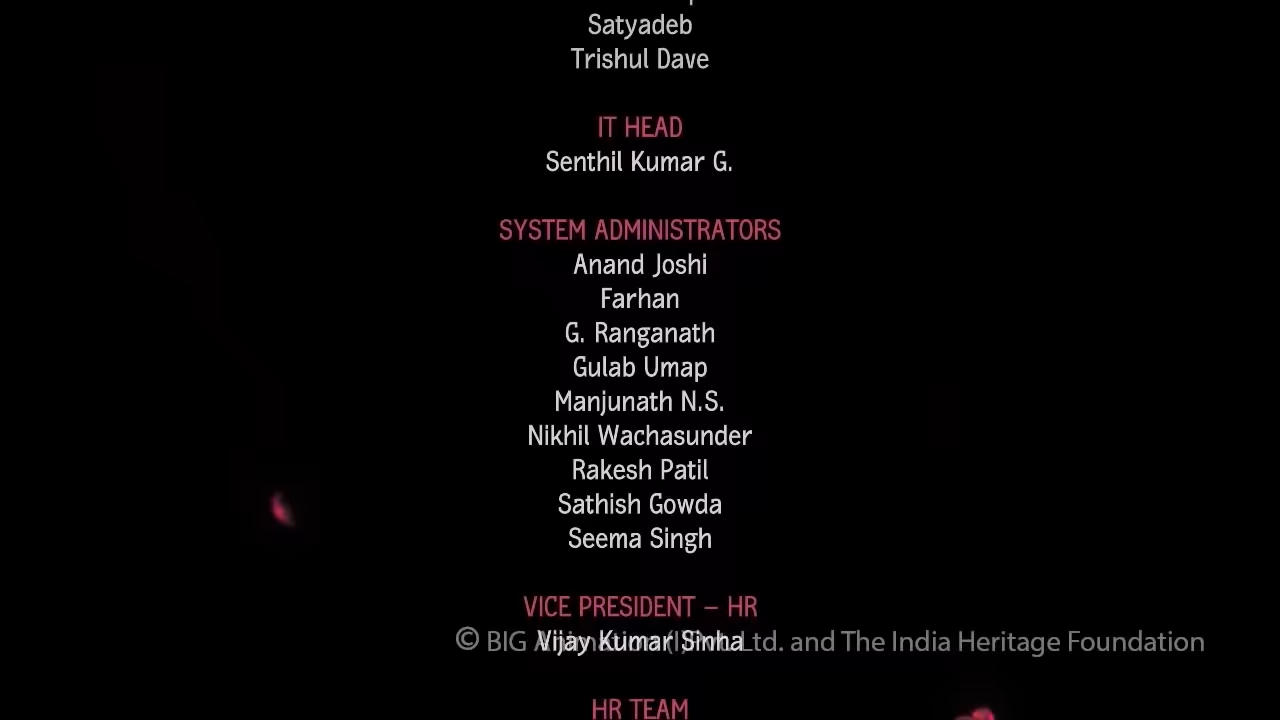 Satyadeb
Trishul Dave
IT HEAD
Senthil Kumar G.
SYSTEM ADMINISTRATORS
Anand Joshi
Farhan
G. Ranganath
Gulab Umap
Manjunath N.S.
Nikhil Wachasunder
Rakesh Patil
Sathish Gowda
Seema Singh
VICE PRESIDENT – HR
Vijay Kumar Sinha
© BIG Animation (I) Pvt. Ltd. and The India Heritage Foundation
HR TEAM